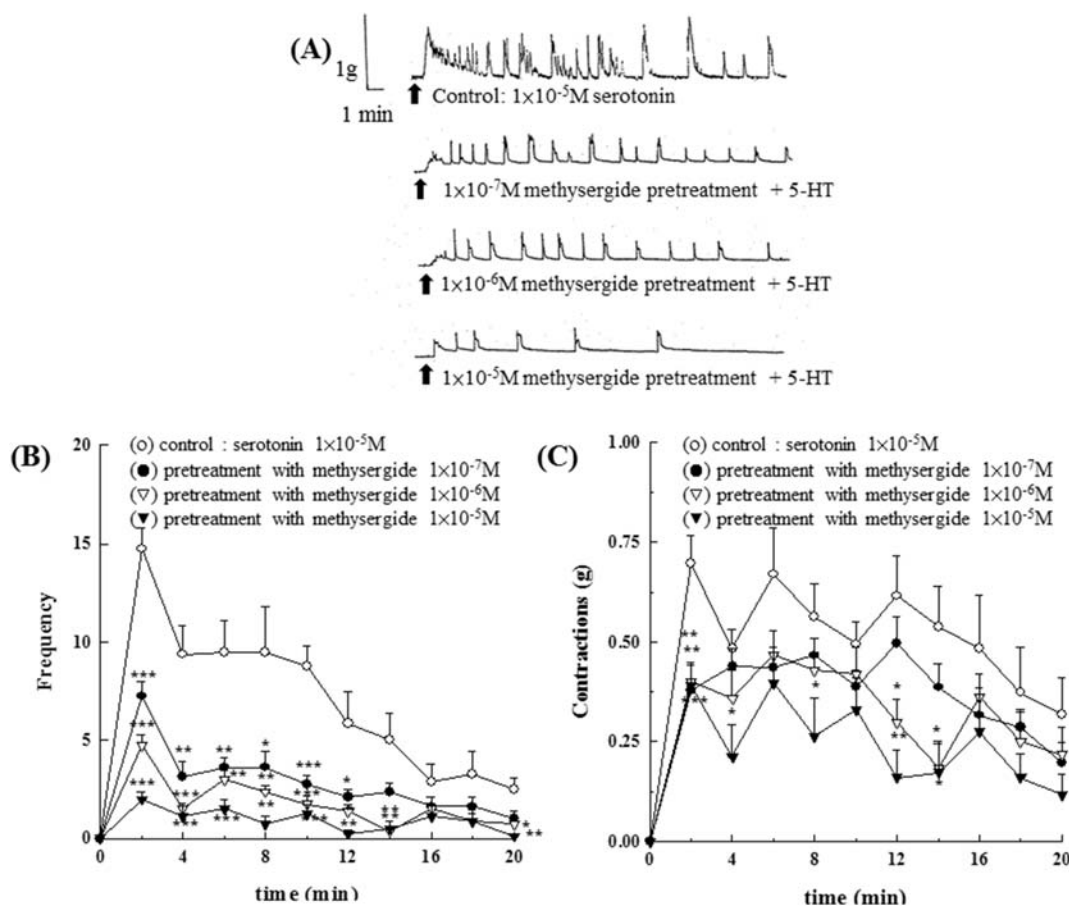 (A)
1g
1 min
Control: 1×10⁻⁵M serotonin
1×10⁻⁷M methysergide pretreatment + 5-HT
1×10⁻⁶M methysergide pretreatment + 5-HT
1×10⁻⁵M methysergide pretreatment + 5-HT
(B)
(○) control : serotonin 1×10⁻⁵M
(●) pretreatment with methysergide 1×10⁻⁷M
(▽) pretreatment with methysergide 1×10⁻⁶M
(▼) pretreatment with methysergide 1×10⁻⁵M
Frequency
20
15
10
5
0
*** *** ***
** ** * *** *
*** ** ** *** ** **
*** *** ** ** ** **
* **
0 4 8 12 16 20
time (min)
(C)
(○) control : serotonin 1×10⁻⁵M
(●) pretreatment with methysergide 1×10⁻⁷M
(▽) pretreatment with methysergide 1×10⁻⁶M
(▼) pretreatment with methysergide 1×10⁻⁵M
Contractions (g)
1.00
0.75
0.50
0.25
0.00
**
**
***
* * * ** * *
0 4 8 12 16 20
time (min)